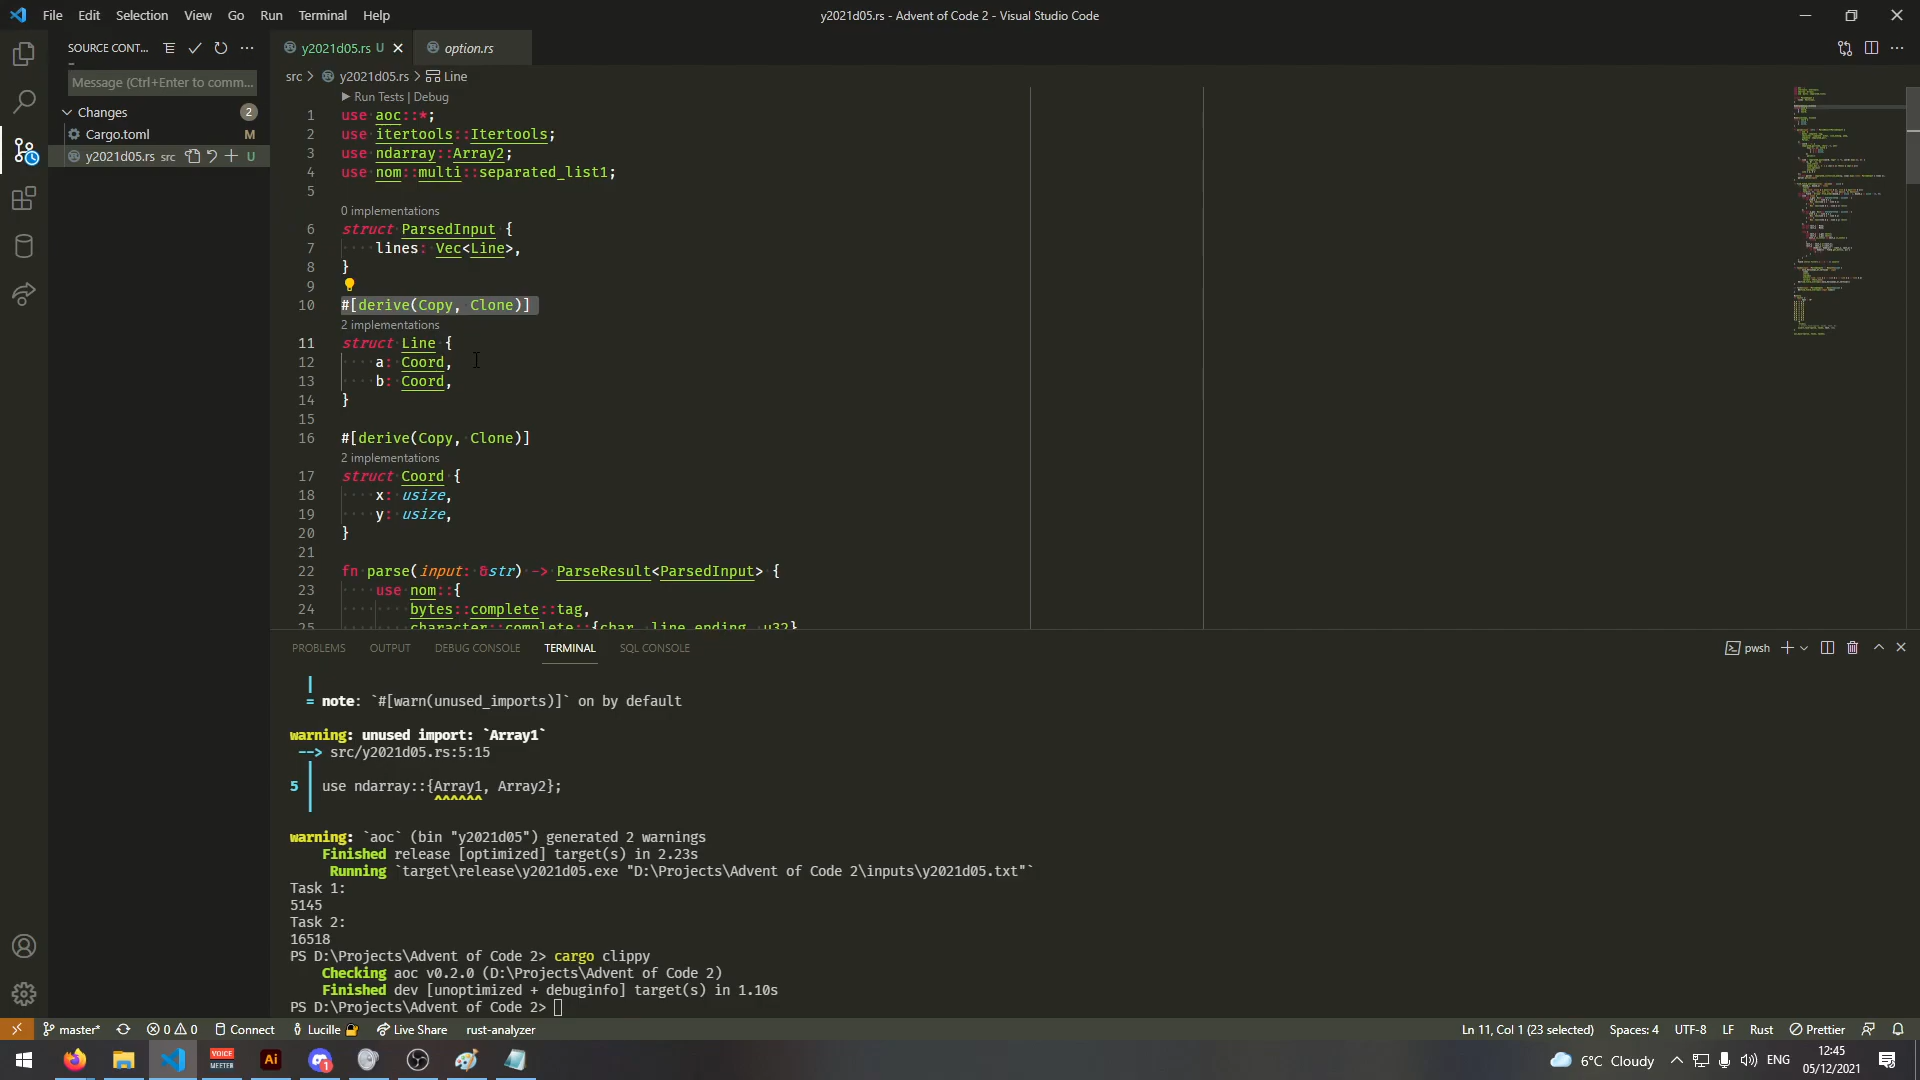 File Edit Selection View Go Run Terminal Help
y2021d05.rs - Advent of Code 2 - Visual Studio Code
SOURCE CONT...
Message (Ctrl+Enter to comm...
Changes 2
Cargo.toml M
y2021d05.rs src U
y2021d05.rs U
option.rs
src > y2021d05.rs > Line
Run Tests | Debug
1 use aoc::*;
2 use itertools::Itertools;
3 use ndarray::Array2;
4 use nom::multi::separated_list1;
5
0 implementations
6 struct ParsedInput {
7 ····lines: Vec<Line>,
8 }
9
10 #[derive(Copy, Clone)]
2 implementations
11 struct Line {
12 ····a: Coord,
13 ····b: Coord,
14 }
15
16 #[derive(Copy, Clone)]
2 implementations
17 struct Coord {
18 ····x: usize,
19 ····y: usize,
20 }
21
22 fn parse(input: &str) -> ParseResult<ParsedInput> {
23 ····use nom::{
24 ········bytes::complete::tag,
25 ········character::complete::{char, line_ending, u32}
PROBLEMS OUTPUT DEBUG CONSOLE TERMINAL SQL CONSOLE
pwsh
= note: `#[warn(unused_imports)]` on by default
warning: unused import: `Array1`
--> src/y2021d05.rs:5:15
5 | use ndarray::{Array1, Array2};
^^^^^^
warning: `aoc` (bin "y2021d05") generated 2 warnings
Finished release [optimized] target(s) in 2.23s
Running `target\release\y2021d05.exe "D:\Projects\Advent of Code 2\inputs\y2021d05.txt"`
Task 1:
5145
Task 2:
16518
PS D:\Projects\Advent of Code 2> cargo clippy
Checking aoc v0.2.0 (D:\Projects\Advent of Code 2)
Finished dev [unoptimized + debuginfo] target(s) in 1.10s
PS D:\Projects\Advent of Code 2>
master* 0 0 Connect Lucille Live Share rust-analyzer
Ln 11, Col 1 (23 selected) Spaces: 4 UTF-8 LF Rust Prettier
VOICE MEETER
Ai
1
6°C Cloudy
ENG
12:45
05/12/2021